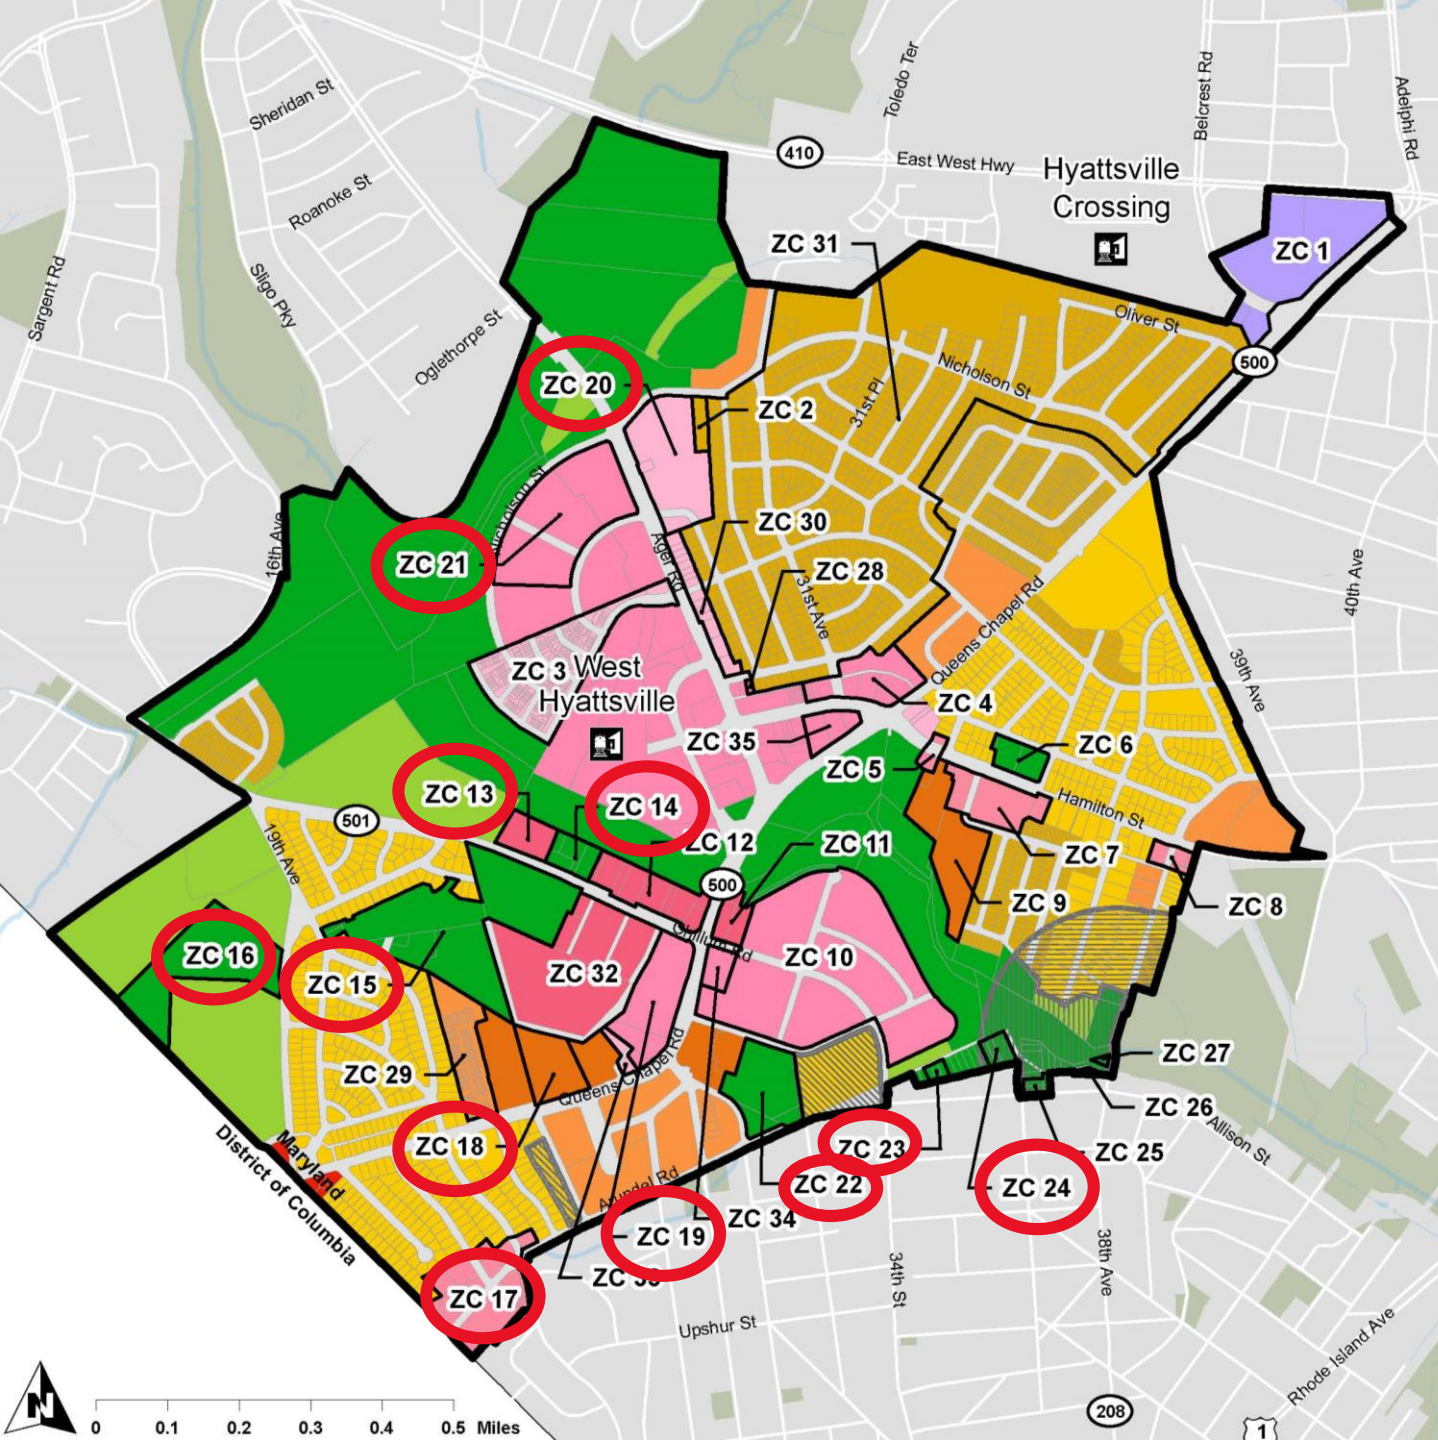 Toledo Ter
Belcrest Rd
Adelphi Rd
Sheridan St
410
East West Hwy
Hyattsville
Crossing
Roanoke St
ZC 31
ZC 1
Sargent Rd
Sligo Pky
Oglethorpe St
Oliver St
500
Nicholson St
ZC 20
31st Pl
ZC 2
16th Ave
Nicholson St
ZC 30
Ager Rd
ZC 21
ZC 28
31st Ave
40th Ave
Queens Chapel Rd
39th Ave
ZC 3
West
Hyattsville
ZC 4
ZC 35
ZC 6
ZC 5
ZC 13
ZC 14
Hamilton St
501
19th Ave
ZC 12
ZC 11
ZC 7
500
ZC 9
ZC 8
Chillum Rd
ZC 16
ZC 15
ZC 32
ZC 10
ZC 27
ZC 29
Queens Chapel Rd
ZC 26
Allison St
Maryland
District of Columbia
ZC 18
ZC 23
ZC 25
ZC 22
ZC 24
Arundel Rd
ZC 34
ZC 19
38th Ave
34th St
ZC 17
Upshur St
Rhode Island Ave
N
208
1
0 0.1 0.2 0.3 0.4 0.5 Miles